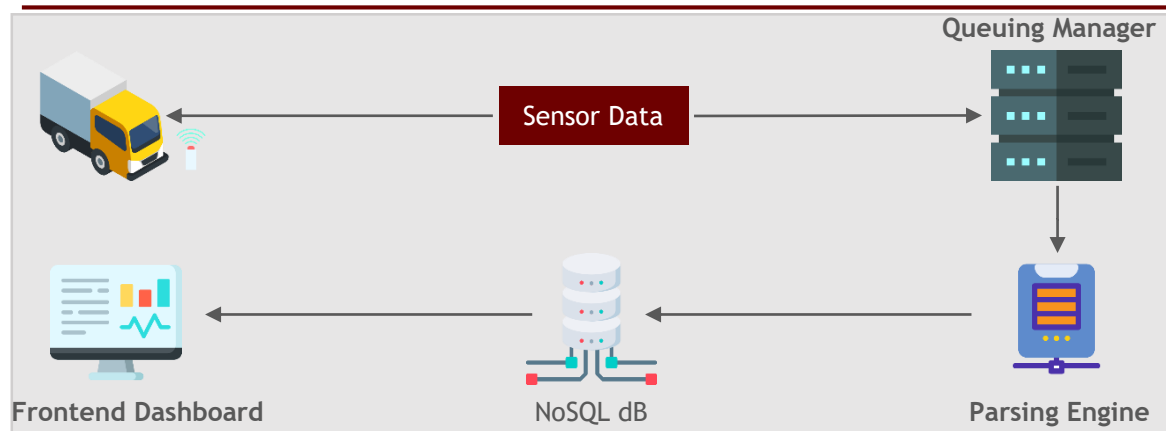 Queuing Manager
Sensor Data
Frontend Dashboard
NoSQL dB
Parsing Engine